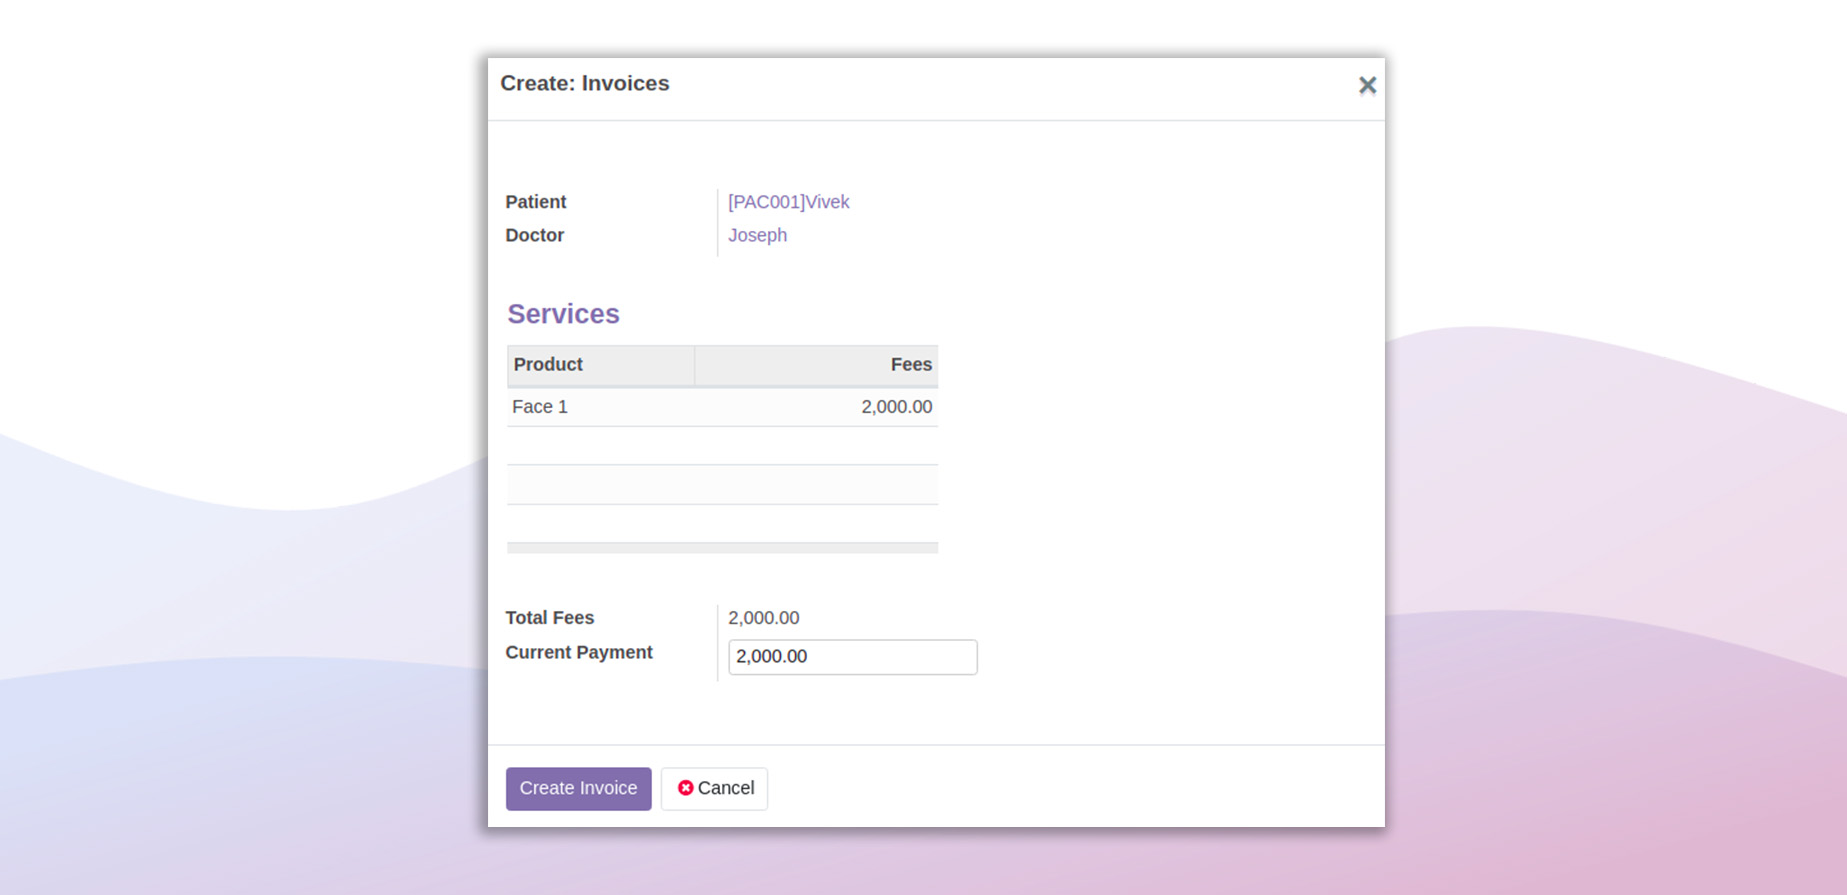 Create: Invoices
Patient [PAC001]Vivek
Doctor Joseph
Services
Product Fees
Face 1 2,000.00
Total Fees 2,000.00
Current Payment 2,000.00
Create Invoice Cancel